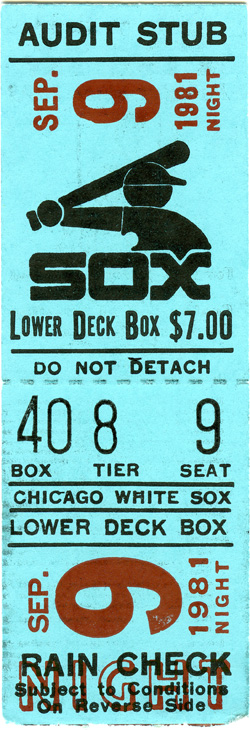 AUDIT STUB
SEP. 9 1981 NIGHT
SOX
LOWER DECK BOX $7.00
DO NOT DETACH
40 8 9
BOX TIER SEAT
CHICAGO WHITE SOX
LOWER DECK BOX
SEP. 9 1981 NIGHT
NIGHT
RAIN CHECK
Subject to Conditions
On Reverse Side